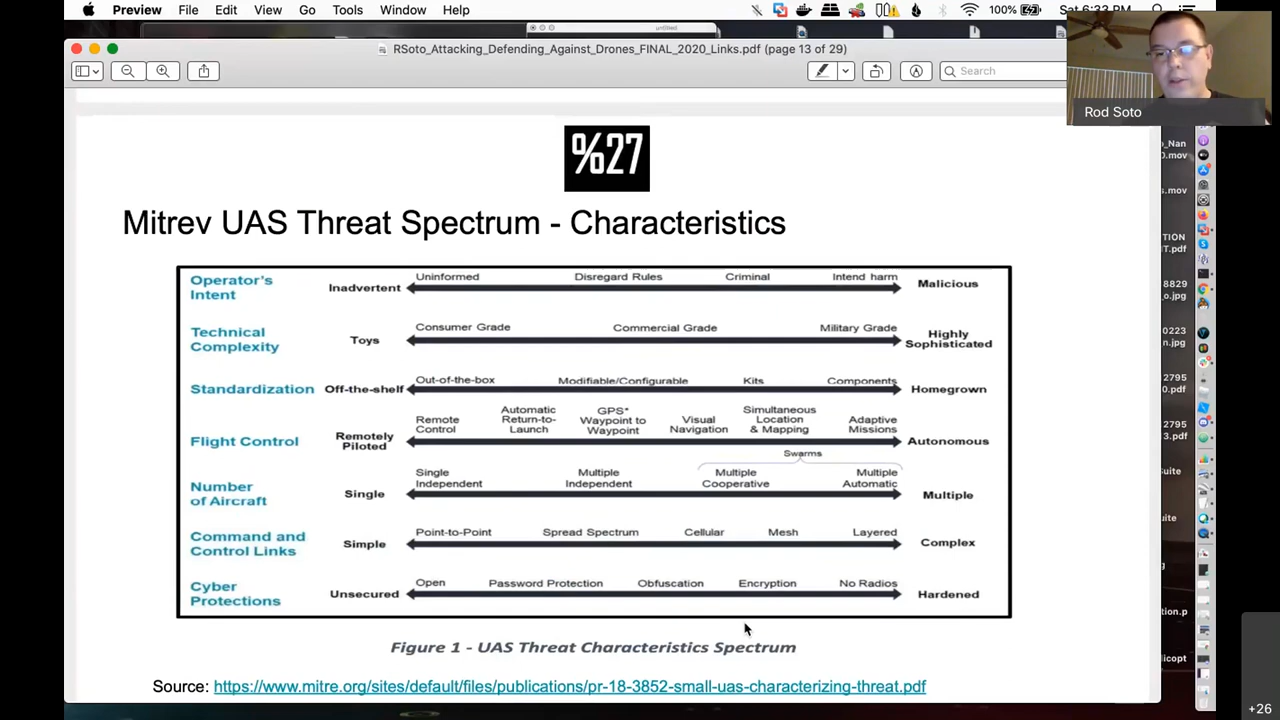 Preview File Edit View Go Tools Window Help 100% Sat 6:33 PM
untitled
RSoto_Attacking_Defending_Against_Drones_FINAL_2020_Links.pdf (page 13 of 29)
Search
Rod Soto
%27
Mitrev UAS Threat Spectrum - Characteristics
Operator's Intent
Inadvertent
Uninformed Disregard Rules Criminal Intend harm
Malicious
Technical Complexity
Toys
Consumer Grade Commercial Grade Military Grade
Highly Sophisticated
Standardization
Off-the-shelf
Out-of-the-box Modifiable/Configurable Kits Components
Homegrown
Flight Control
Remotely Piloted
Remote Control
Automatic Return-to-Launch
GPS* Waypoint to Waypoint
Visual Navigation
Simultaneous Location & Mapping
Adaptive Missions
Autonomous
Swarms
Number of Aircraft
Single
Single Independent
Multiple Independent
Multiple Cooperative
Multiple Automatic
Multiple
Command and Control Links
Simple
Point-to-Point Spread Spectrum Cellular Mesh Layered
Complex
Cyber Protections
Unsecured
Open Password Protection Obfuscation Encryption No Radios
Hardened
Figure 1 - UAS Threat Characteristics Spectrum
Source: https://www.mitre.org/sites/default/files/publications/pr-18-3852-small-uas-characterizing-threat.pdf
+26